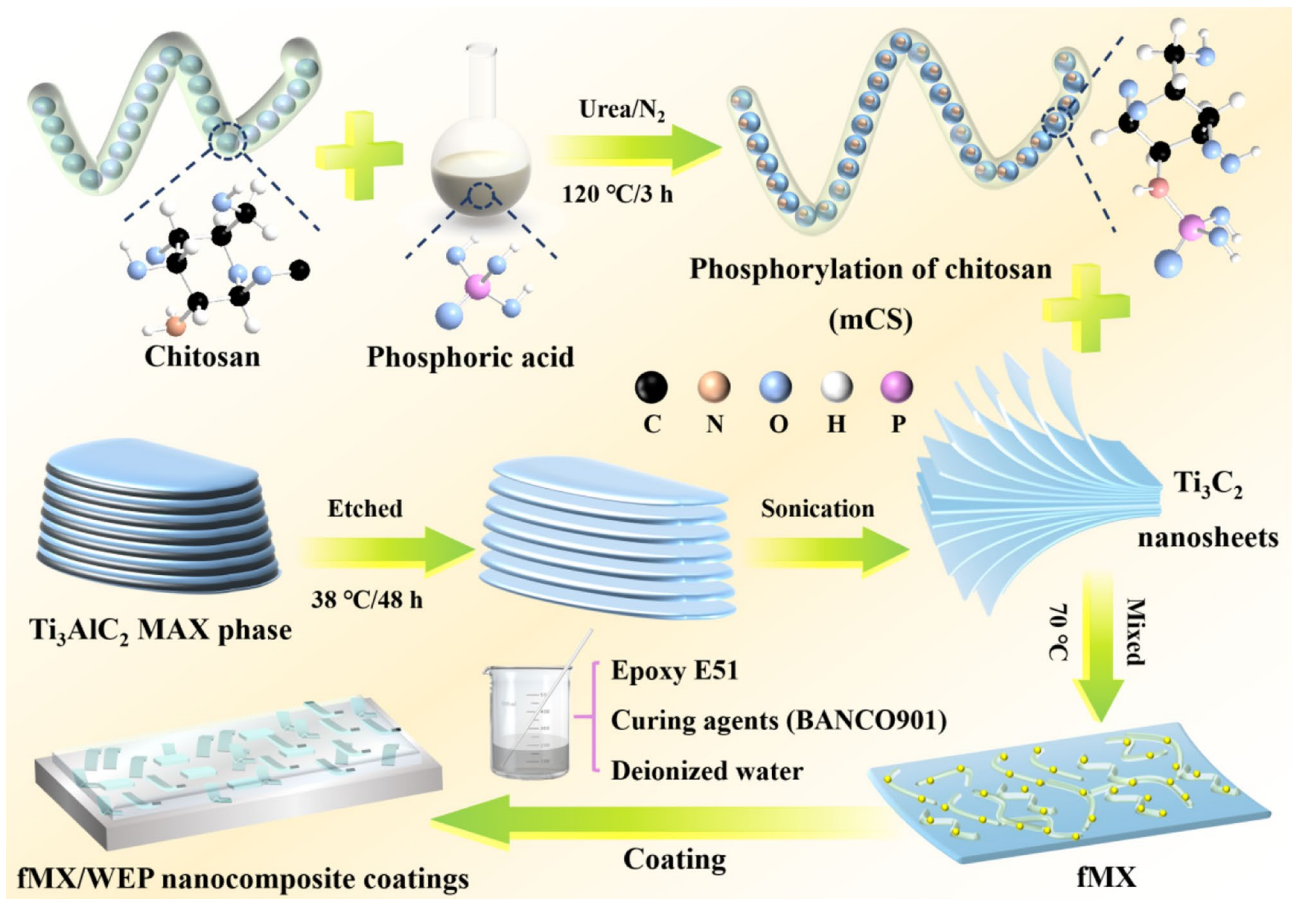 Urea/N₂
120 ℃/3 h
Chitosan
Phosphoric acid
Phosphorylation of chitosan
(mCS)
C N O H P
Ti₃AlC₂ MAX phase
Etched
38 ℃/48 h
Sonication
Ti₃C₂
nanosheets
Mixed
70 ℃
Epoxy E51
Curing agents (BANCO901)
Deionized water
Coating
fMX
fMX/WEP nanocomposite coatings